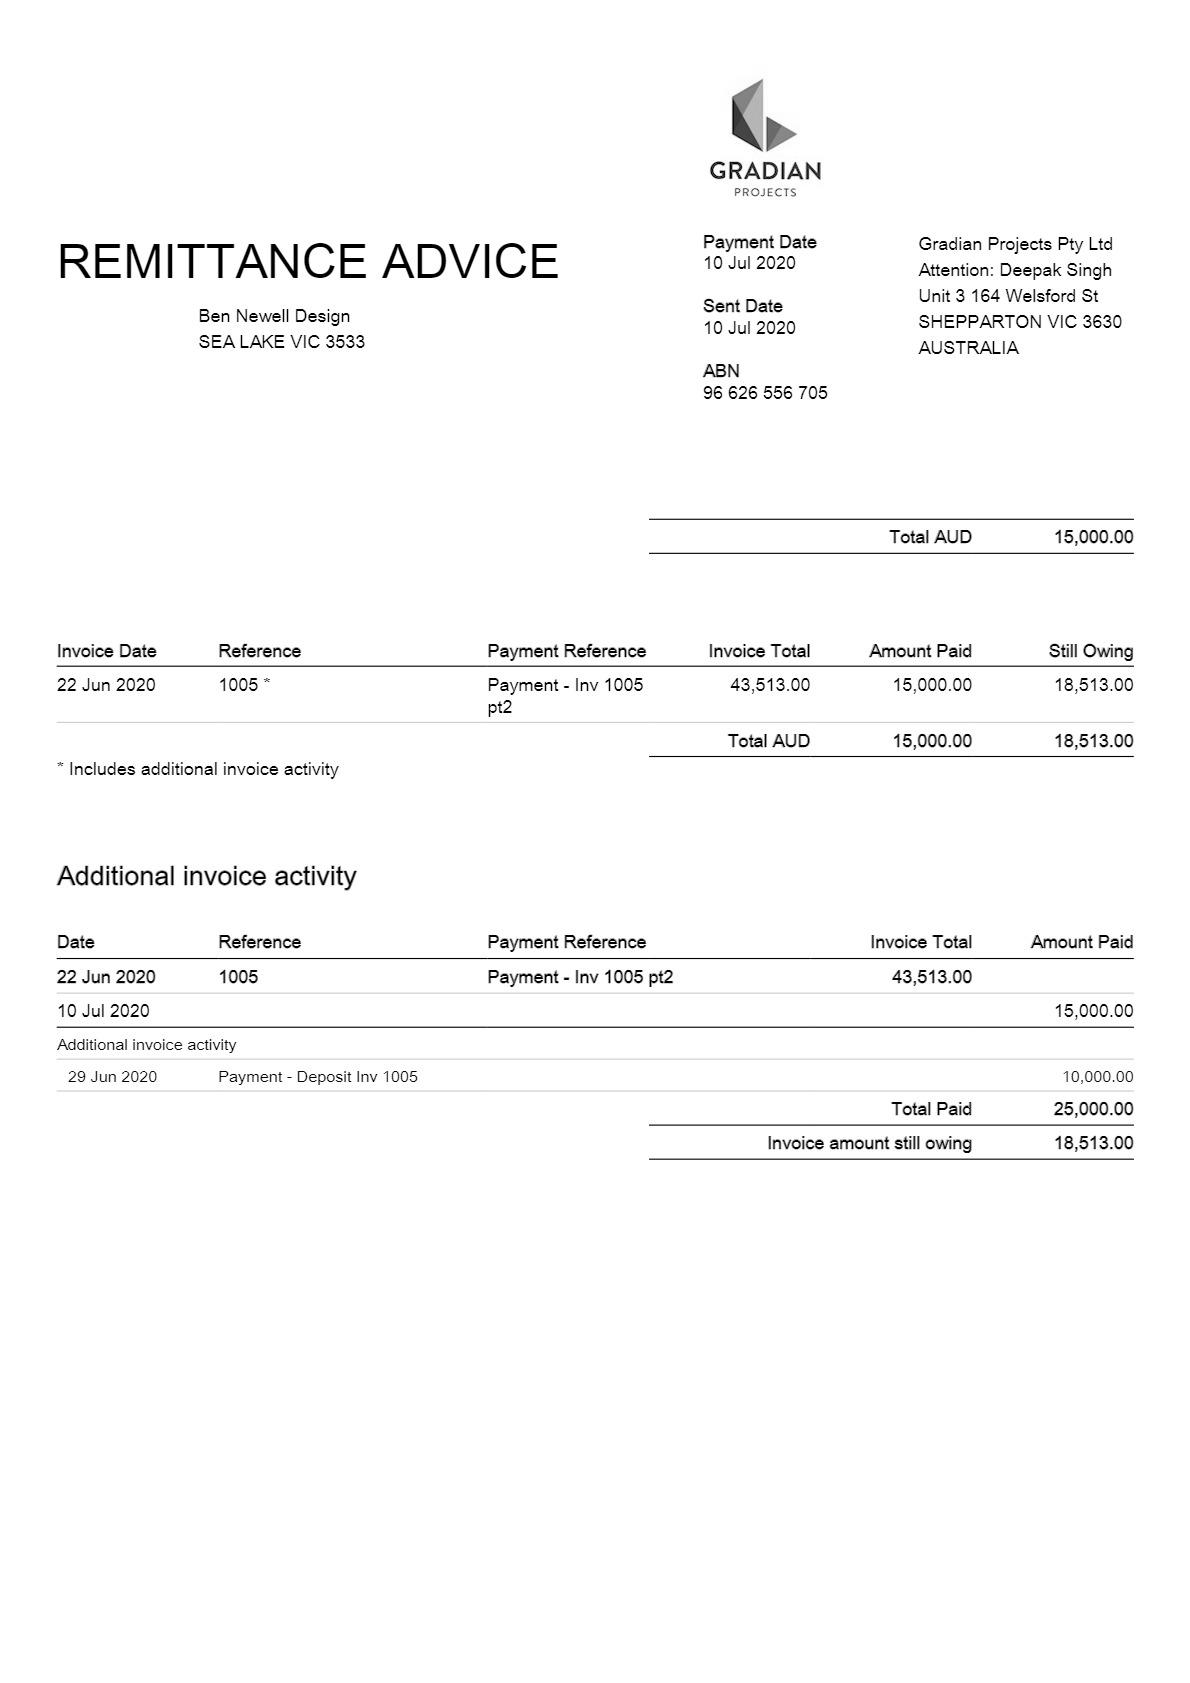 GRADIAN
PROJECTS
REMITTANCE ADVICE
Ben Newell Design
SEA LAKE VIC 3533
Payment Date
10 Jul 2020
Sent Date
10 Jul 2020
ABN
96 626 556 705
Gradian Projects Pty Ltd
Attention: Deepak Singh
Unit 3 164 Welsford St
SHEPPARTON VIC 3630
AUSTRALIA
Total AUD 15,000.00
Invoice Date Reference Payment Reference Invoice Total Amount Paid Still Owing
22 Jun 2020 1005 * Payment - Inv 1005 43,513.00 15,000.00 18,513.00
pt2
Total AUD 15,000.00 18,513.00
* Includes additional invoice activity
Additional invoice activity
Date Reference Payment Reference Invoice Total Amount Paid
22 Jun 2020 1005 Payment - Inv 1005 pt2 43,513.00
10 Jul 2020 15,000.00
Additional invoice activity
29 Jun 2020 Payment - Deposit Inv 1005 10,000.00
Total Paid 25,000.00
Invoice amount still owing 18,513.00